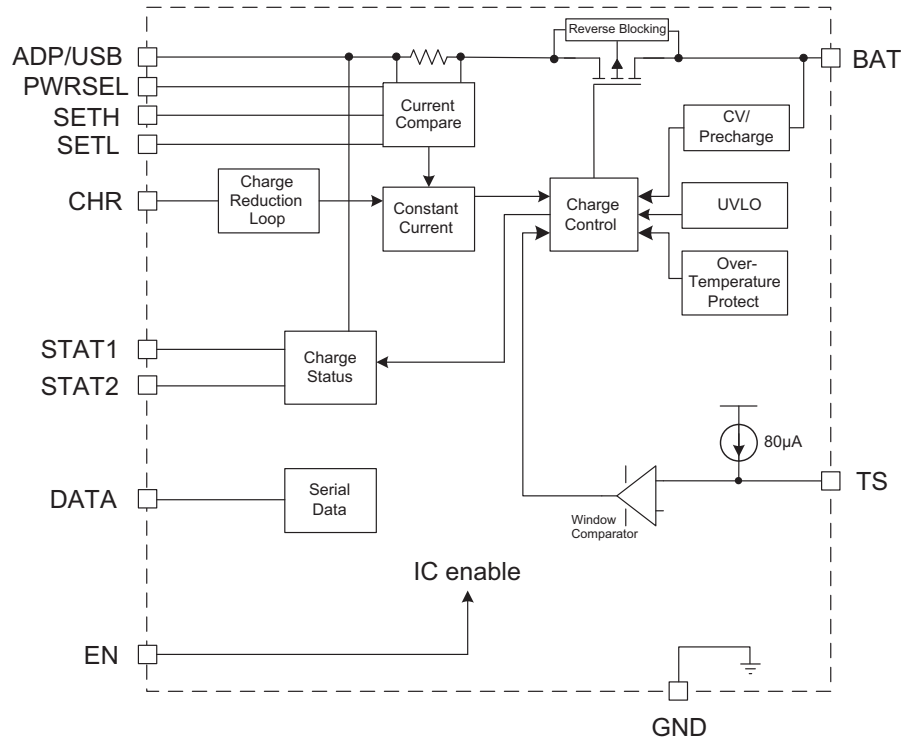 Reverse Blocking
ADP/USB
BAT
PWRSEL
SETH
SETL
Current
Compare
CV/
Precharge
CHR
Charge
Reduction
Loop
Constant
Current
Charge
Control
UVLO
Over-
Temperature
Protect
STAT1
STAT2
Charge
Status
80µA
TS
DATA
Serial
Data
Window
Comparator
IC enable
EN
GND